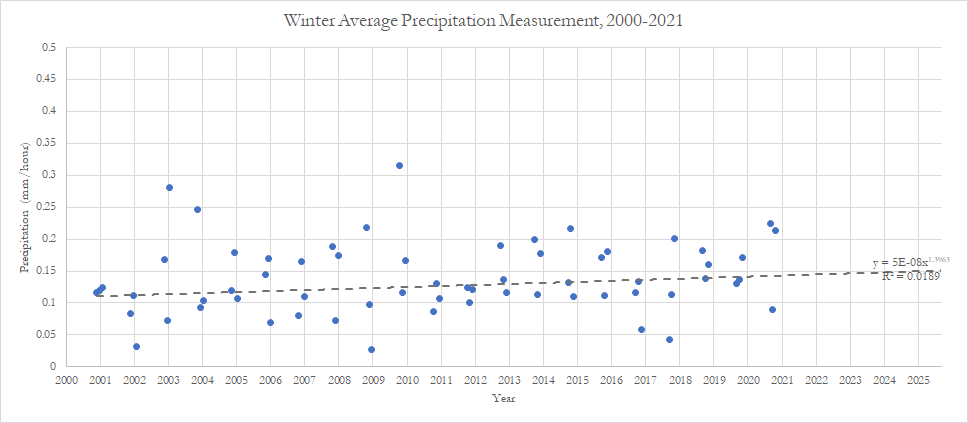 Winter Average Precipitation Measurement, 2000-2021
0.5
0.45
0.4
0.35
0.3
0.25
0.2
0.15
0.1
0.05
0
Precipitation (mm/hour)
y = 5E-08x^1.3963
R² = 0.0189
2000 2001 2002 2003 2004 2005 2006 2007 2008 2009 2010 2011 2012 2013 2014 2015 2016 2017 2018 2019 2020 2021 2022 2023 2024 2025
Year